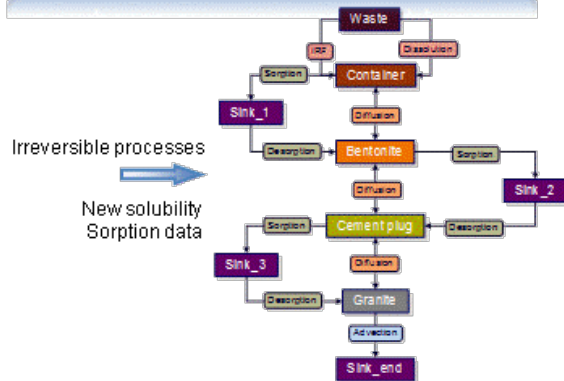 Waste
IRF
Dissolution
Sorption
Container
Sink_1
Diffusion
Irreversible processes
Desorption
Bentonite
Sorption
Diffusion
Sink_2
New solubility
Sorption data
Sorption
Cement plug
Desorption
Sink_3
Diffusion
Desorption
Granite
Advection
Sink_end